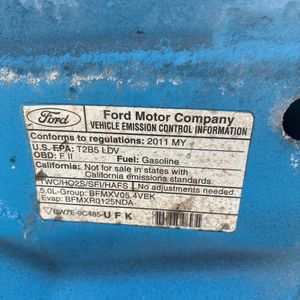 Ford
Ford Motor Company
VEHICLE EMISSION CONTROL INFORMATION
Conforms to regulations: 2011 MY
U.S. EPA: T2B5 LDV
OBD: F II Fuel: Gasoline
California: Not for sale in states with
California emissions standards.
TWC/HO2S/SFI/HAFS No adjustments needed.
5.0L-Group: BFMXV05.4VEK
Evap: BFMXR0125NDA
7E-9C485- U F K